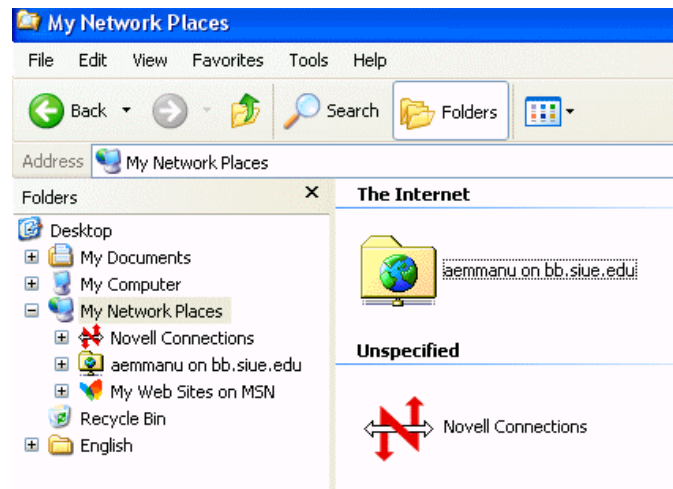 My Network Places
File Edit View Favorites Tools Help
Back Search Folders
Address My Network Places
Folders x
Desktop
My Documents
My Computer
My Network Places
Novell Connections
aemmanu on bb.siue.edu
My Web Sites on MSN
Recycle Bin
English
The Internet
aemmanu on bb.siue.edu
Unspecified
Novell Connections